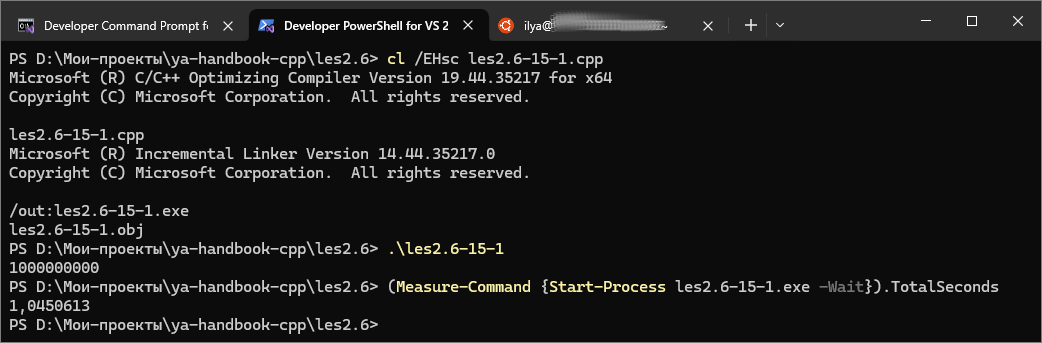 Developer Command Prompt fo
Developer PowerShell for VS 2
ilya@ ~
PS D:\Мои-проекты\ya-handbook-cpp\les2.6> cl /EHsc les2.6-15-1.cpp
Microsoft (R) C/C++ Optimizing Compiler Version 19.44.35217 for x64
Copyright (C) Microsoft Corporation.  All rights reserved.
les2.6-15-1.cpp
Microsoft (R) Incremental Linker Version 14.44.35217.0
Copyright (C) Microsoft Corporation.  All rights reserved.
/out:les2.6-15-1.exe
les2.6-15-1.obj
PS D:\Мои-проекты\ya-handbook-cpp\les2.6> .\les2.6-15-1
1000000000
PS D:\Мои-проекты\ya-handbook-cpp\les2.6> (Measure-Command {Start-Process les2.6-15-1.exe -Wait}).TotalSeconds
1,0450613
PS D:\Мои-проекты\ya-handbook-cpp\les2.6>